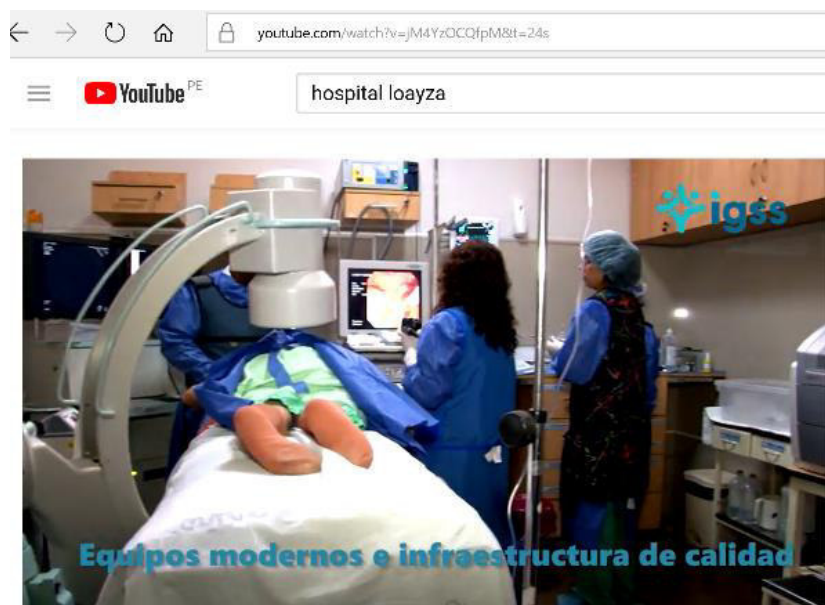 youtube.com/watch?v=jM4YzOCQfpM&t=24s
YouTube PE
hospital loayza
igss
Equipos modernos e infraestructura de calidad